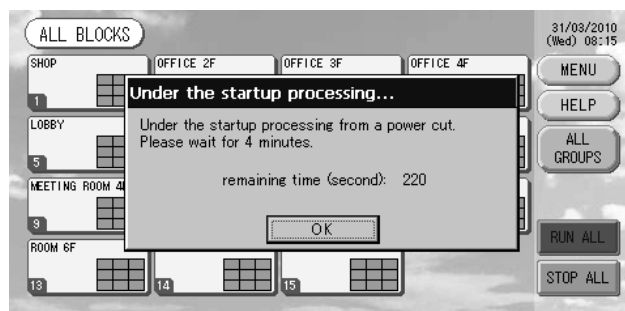 ALL BLOCKS
31/03/2010
(Wed) 08:15
SHOP
OFFICE 2F
OFFICE 3F
OFFICE 4F
MENU
1
Under the startup processing...
HELP
LOBBY
Under the startup processing from a power cut.
Please wait for 4 minutes.
ALL
GROUPS
5
MEETING ROOM
remaining time (second): 220
9
OK
RUN ALL
ROOM 6F
13
14
15
STOP ALL